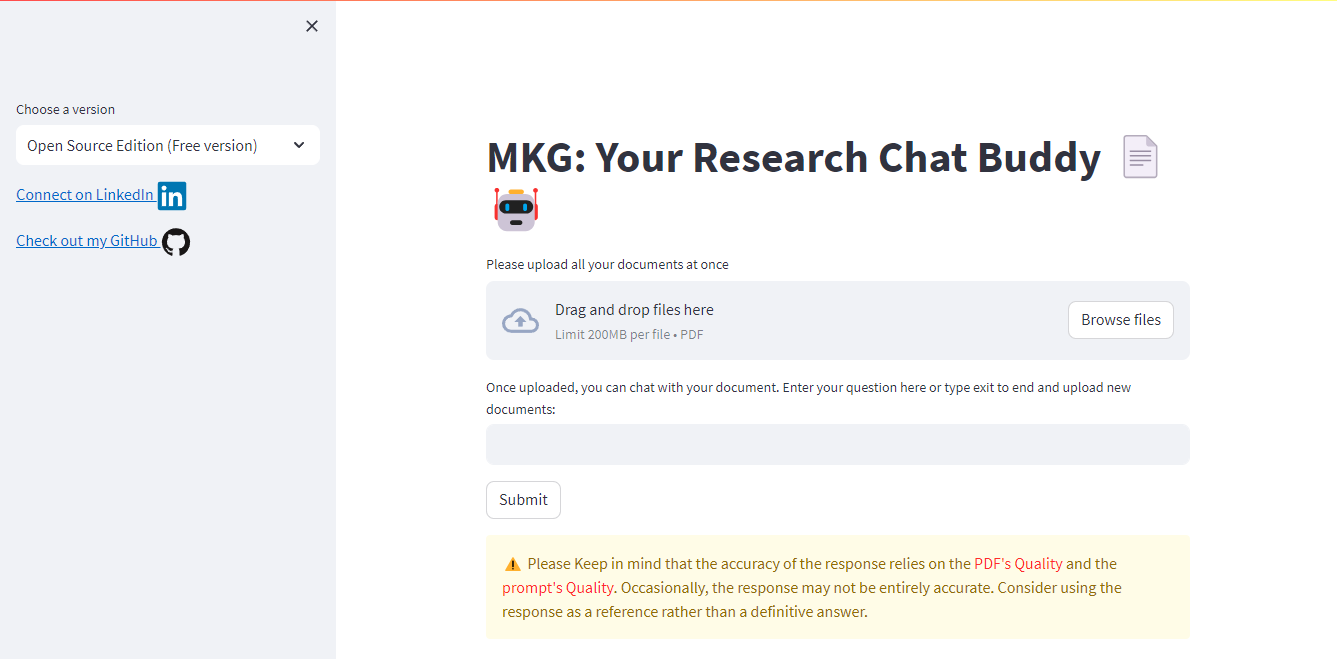 Choose a version
Open Source Edition (Free version)
Connect on LinkedIn in
Check out my GitHub
MKG: Your Research Chat Buddy
Please upload all your documents at once
Drag and drop files here
Limit 200MB per file • PDF
Browse files
Once uploaded, you can chat with your document. Enter your question here or type exit to end and upload new
documents:
Submit
Please Keep in mind that the accuracy of the response relies on the PDF's Quality and the
prompt's Quality. Occasionally, the response may not be entirely accurate. Consider using the
response as a reference rather than a definitive answer.